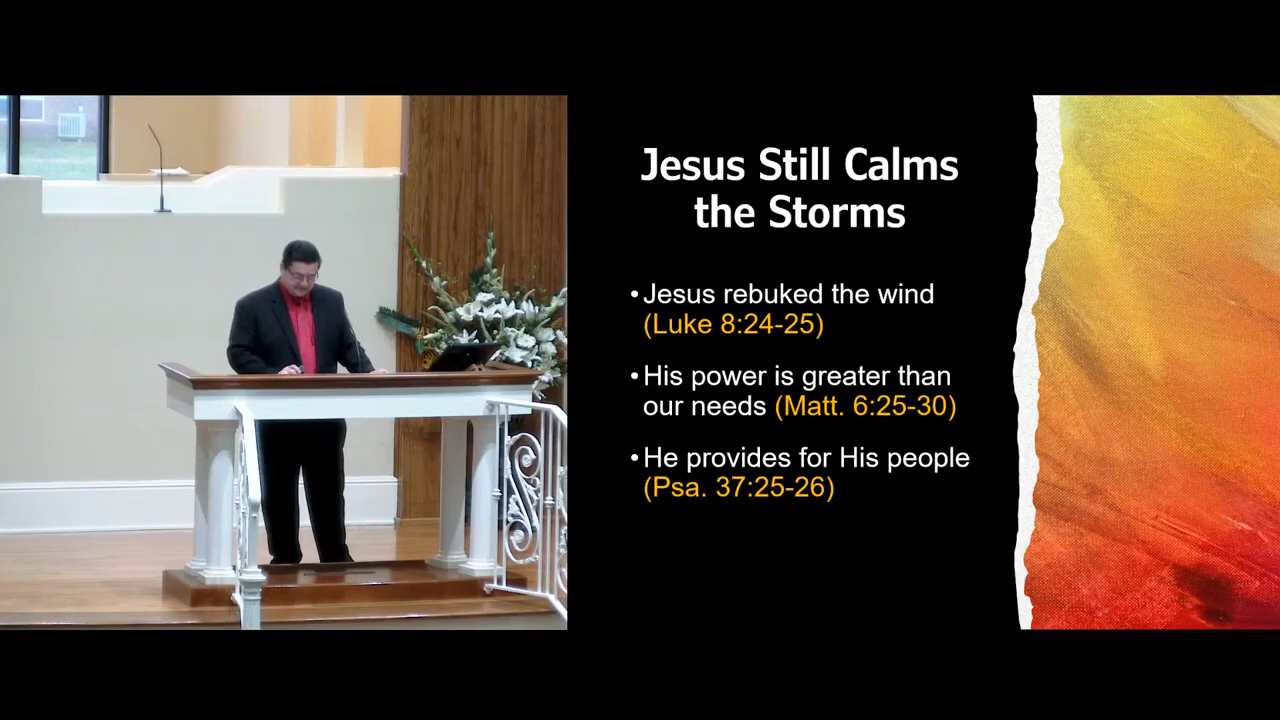 Jesus Still Calms
the Storms
•Jesus rebuked the wind
(Luke 8:24-25)
•His power is greater than
our needs (Matt. 6:25-30)
•He provides for His people
(Psa. 37:25-26)